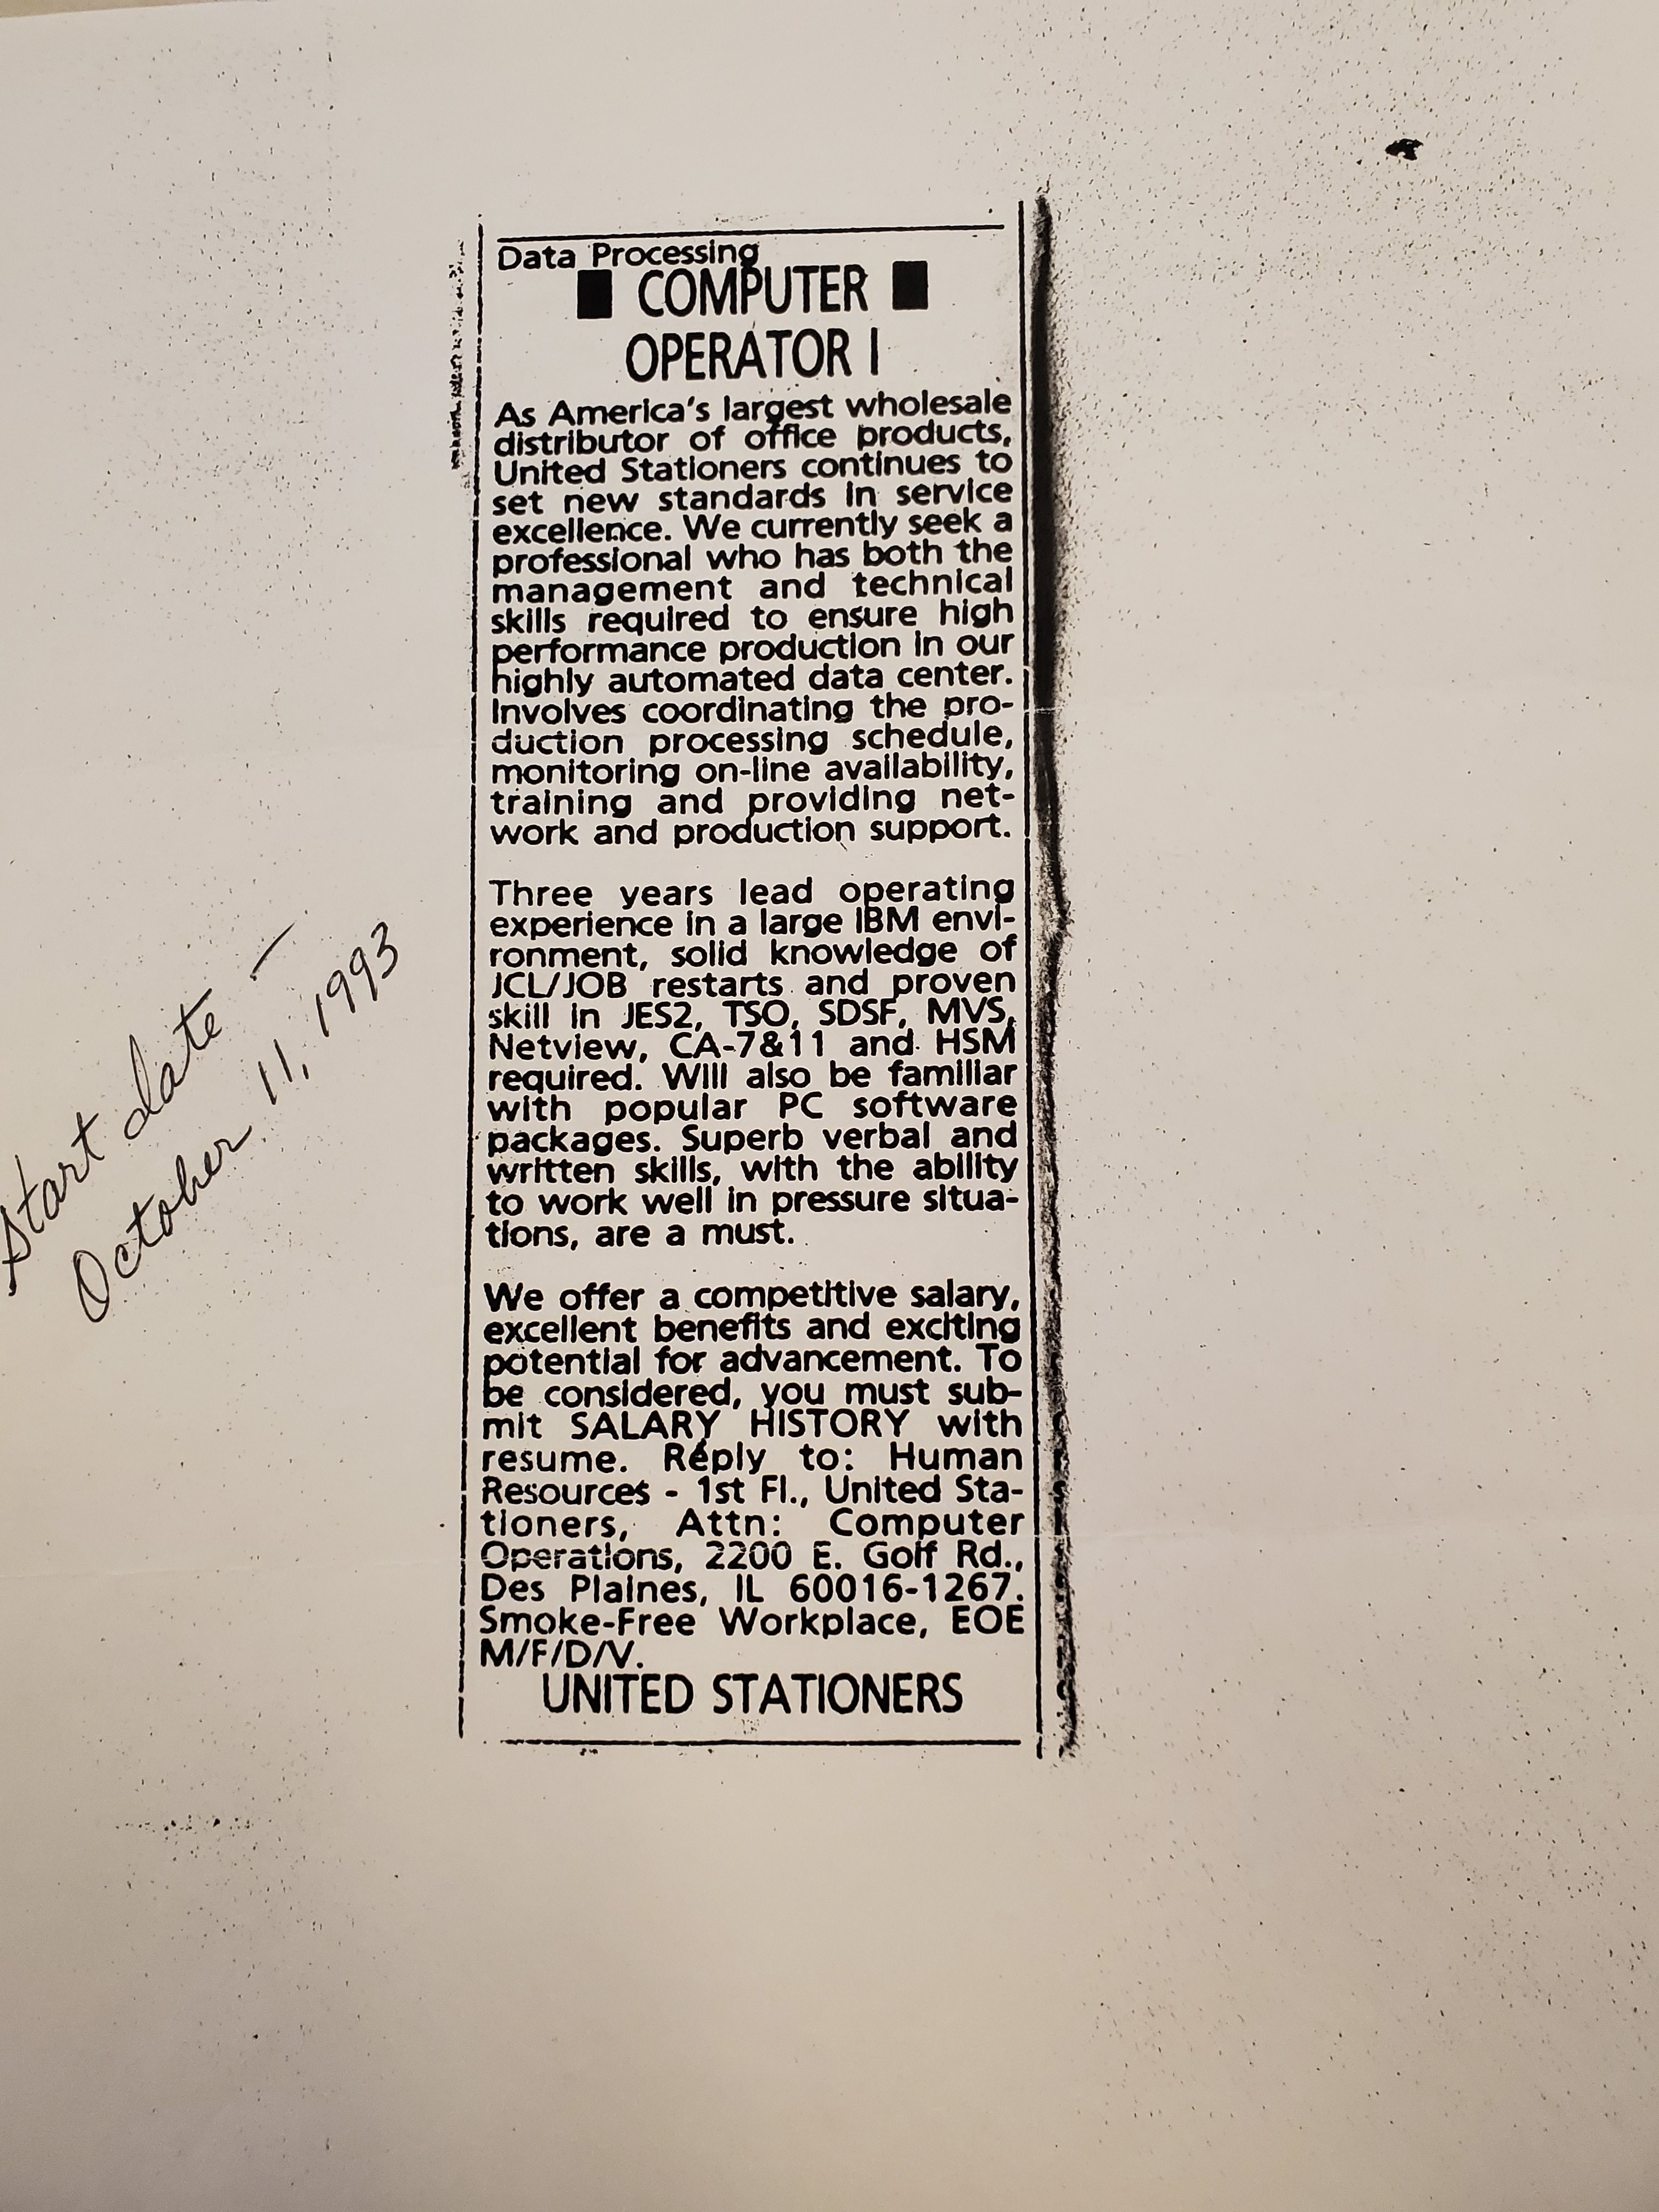 Data Processing
COMPUTER
OPERATOR I
As America's largest wholesale
distributor of office products,
United Stationers continues to
set new standards in service
excellence. We currently seek a
professional who has both the
management and technical
skills required to ensure high
performance production in our
highly automated data center.
Involves coordinating the pro-
duction processing schedule,
monitoring on-line availability,
training and providing net-
work and production support.
Three years lead operating
experience in a large IBM envi-
ronment, solid knowledge of
JCL/JOB restarts and proven
skill in JES2, TSO, SDSF, MVS,
Netview, CA-7&11 and HSM
required. Will also be familiar
with popular PC software
packages. Superb verbal and
written skills, with the ability
to work well in pressure situa-
tions, are a must.
We offer a competitive salary,
excellent benefits and exciting
potential for advancement. To
be considered, you must sub-
mit SALARY HISTORY with
resume. Reply to: Human
Resources - 1st Fl., United Sta-
tioners, Attn: Computer
Operations, 2200 E. Golf Rd.,
Des Plaines, IL 60016-1267.
Smoke-Free Workplace, EOE
M/F/D/V.
UNITED STATIONERS
Start date -
October 11, 1993